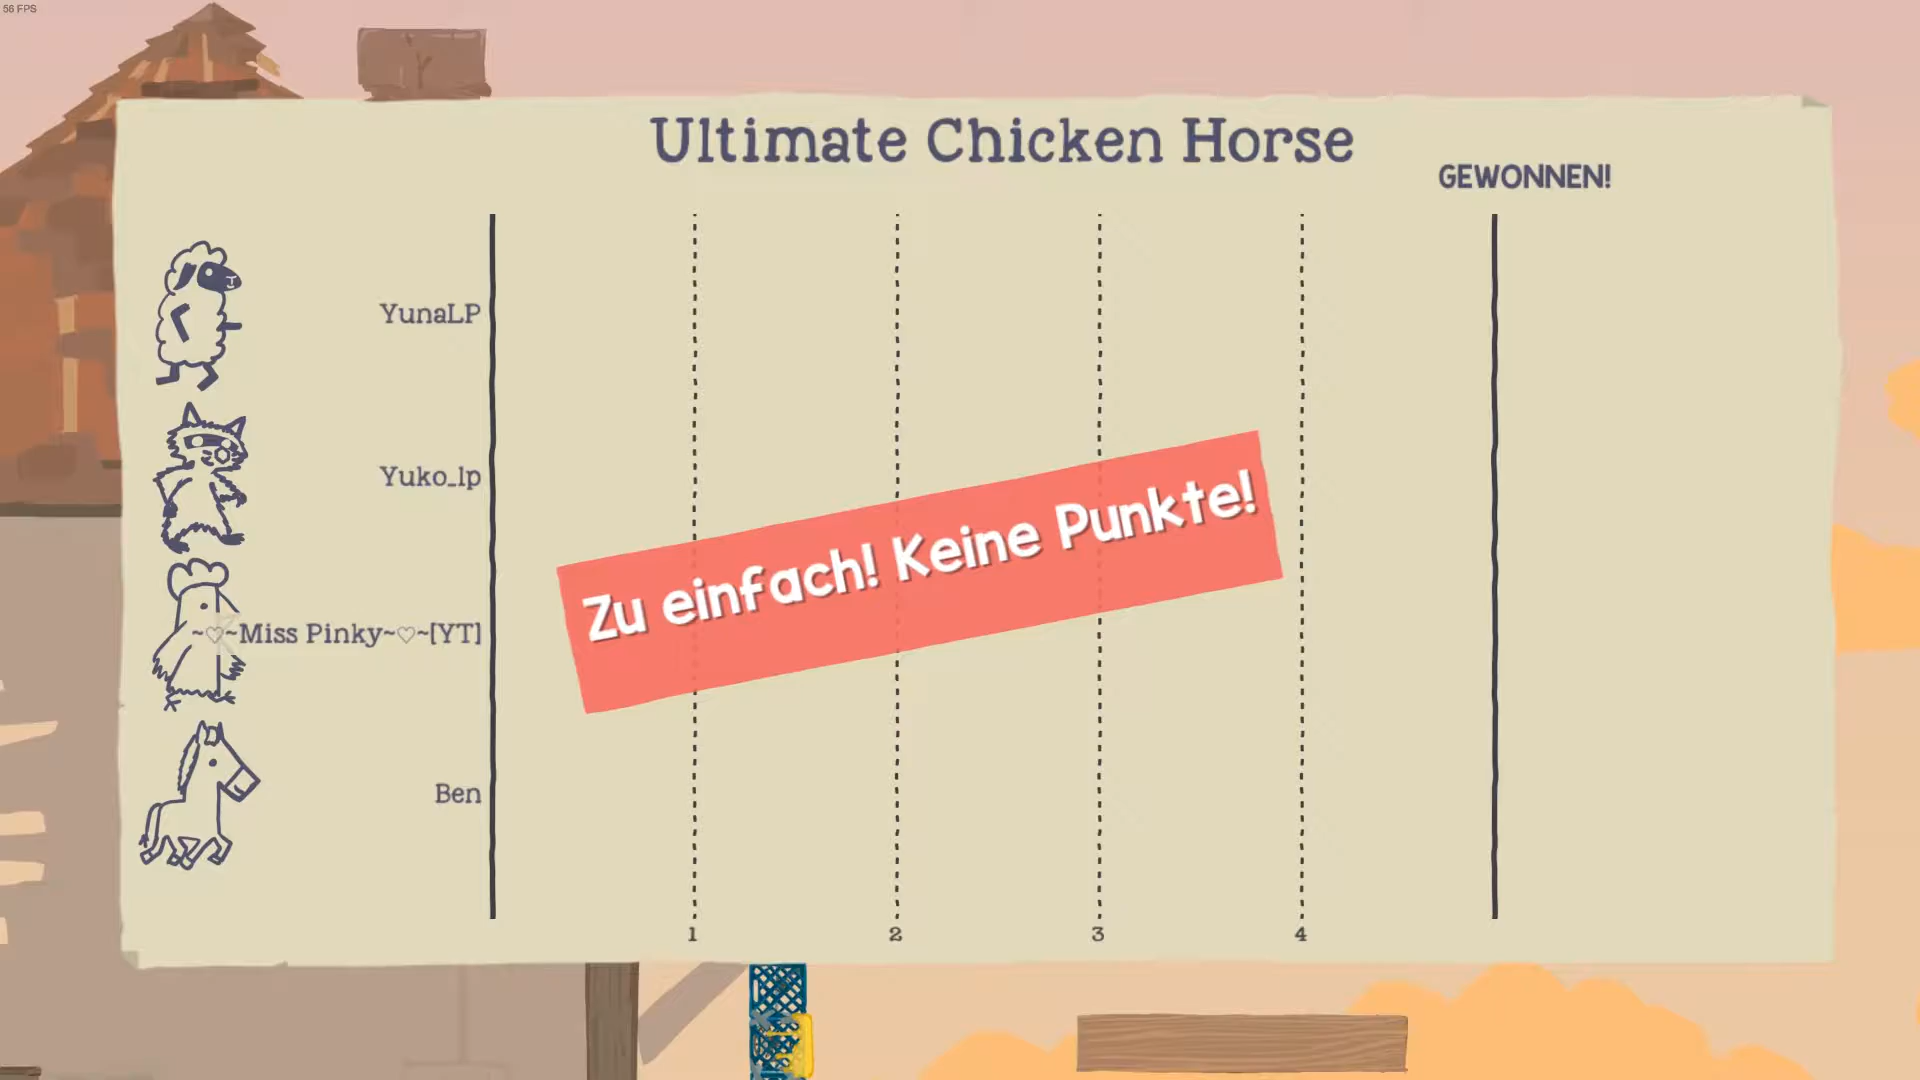 56 FPS
Y
Ultimate Chicken Horse
GEWONNEN!
YunaLP
Yuko_lp
Zu einfach! Keine Punkte!
~♡~Miss Pinky~♡~[YT]
Ben
1 2 3 4